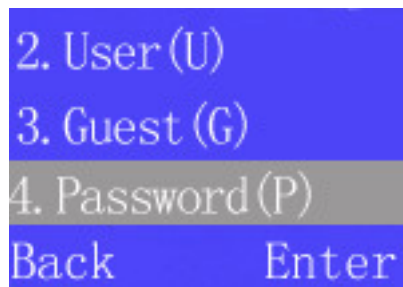 2. User(U)
3. Guest(G)
4. Password(P)
Back Enter